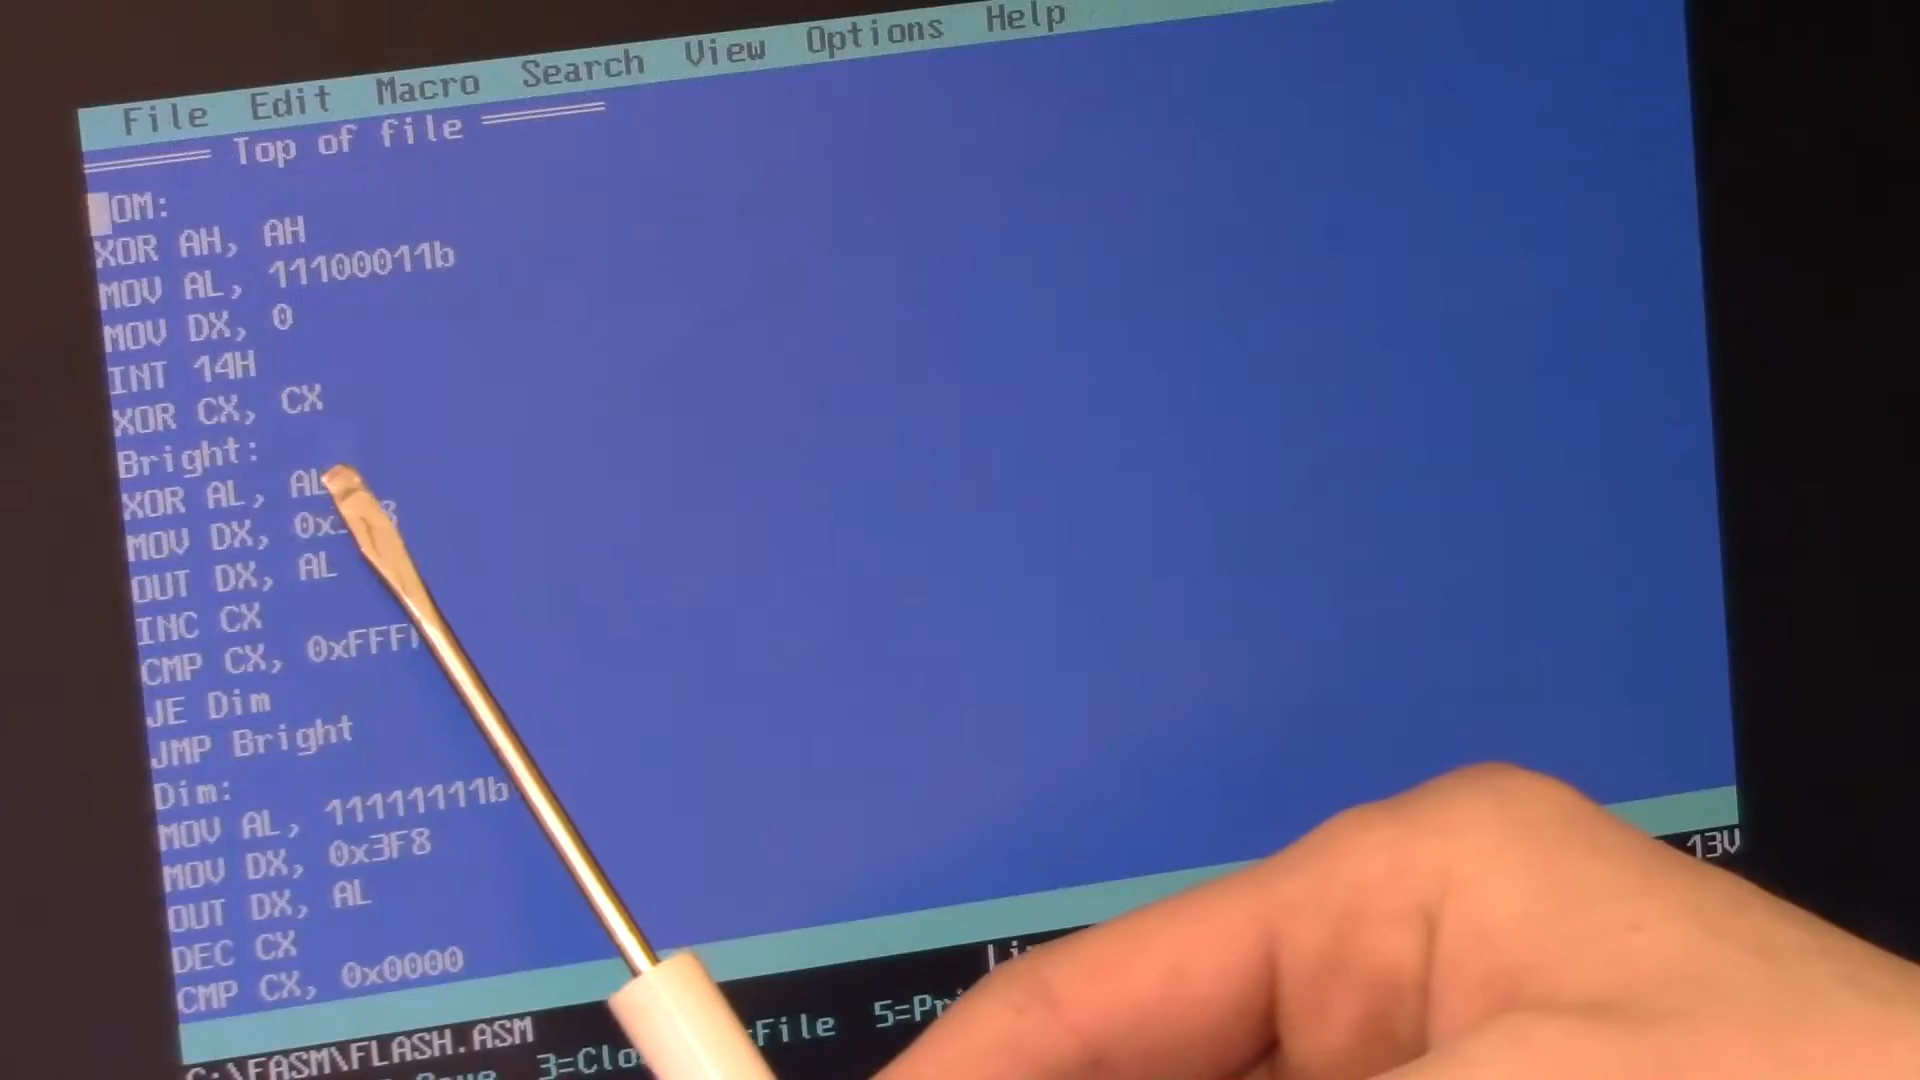 File Edit Macro Search View Options Help
Top of file
OM:
XOR AH, AH
MOV AL, 11100011b
MOV DX, 0
INT 14H
XOR CX, CX
Bright:
XOR AL, AL
MOV DX,
OUT DX, AL
INC CX
CMP CX,
JE Dim
JMP Bright
Dim:
MOV AL, 11111111b
MOV DX, 0x3F8
OUT DX, AL
DEC CX
CMP CX, 0x0000
13V
C:\FASM\FLASH.ASM
3=Clo =File 5=Pri